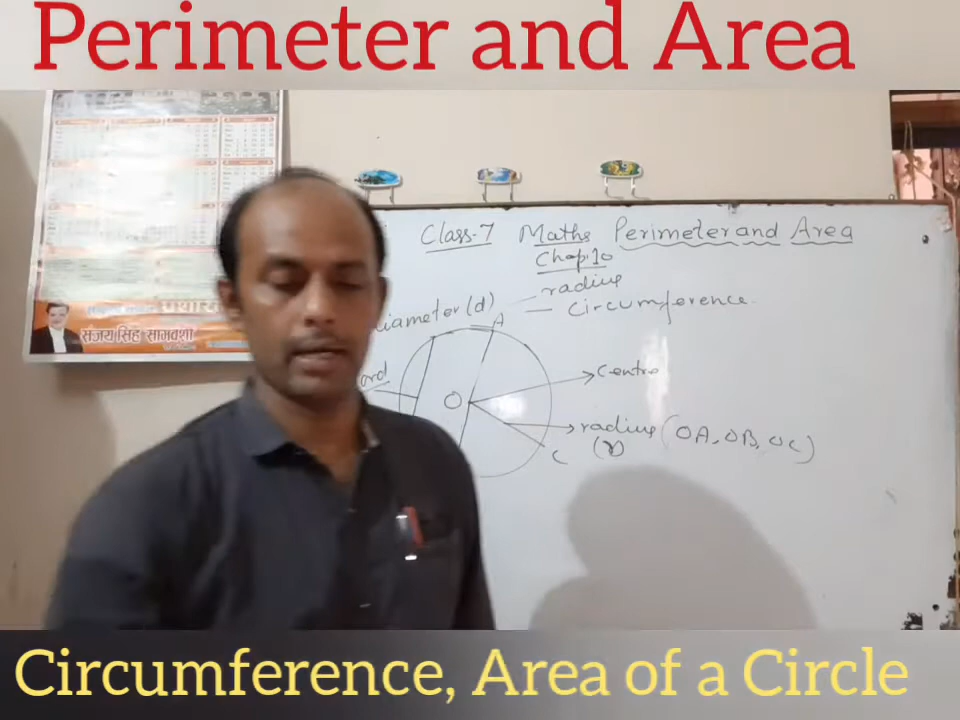 Perimeter and Area
संजय सिंह
Class-7 Maths Perimeter and Area
Chap.10
radius
Diameter (d)
Circumference
A
ord
Centre
O
radius (OA, OB, OC)
(r)
C
Circumference, Area of a Circle